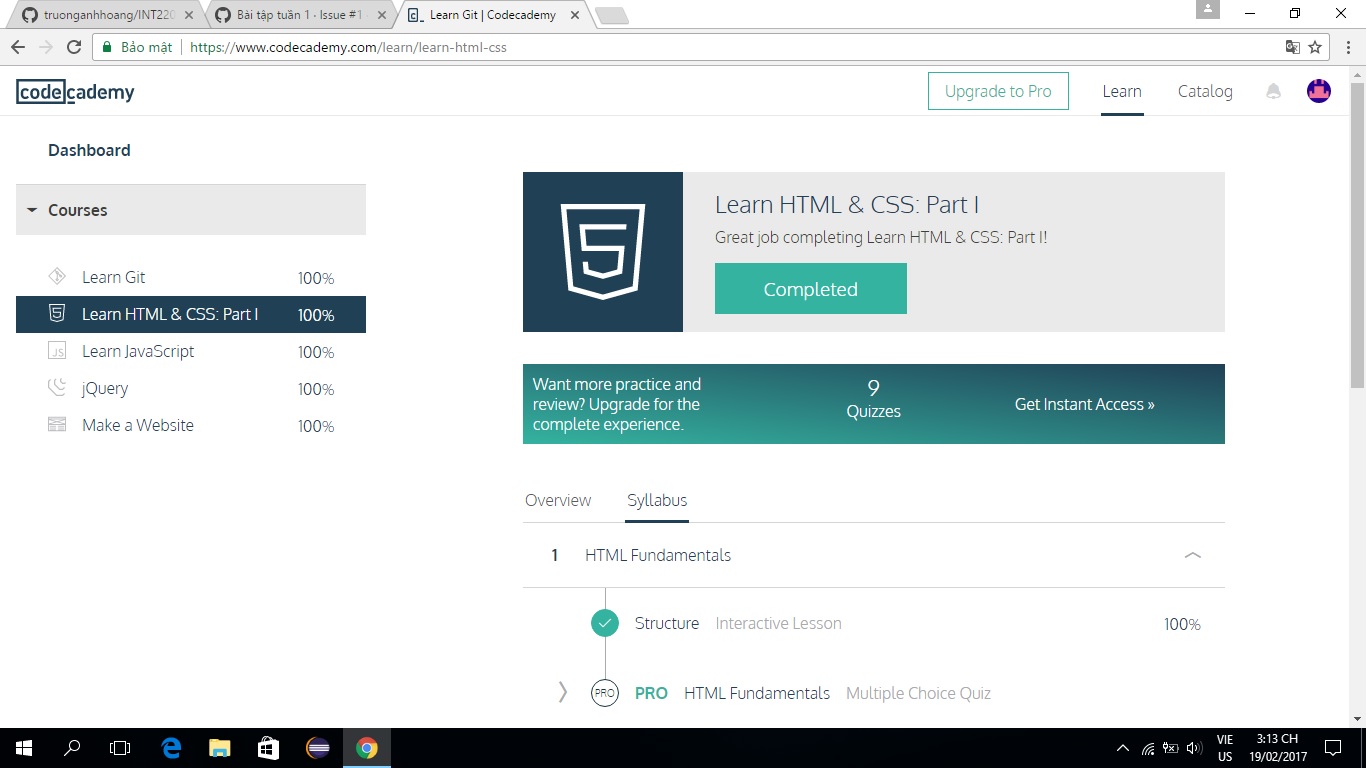 truonganhhoang/INT220
Bài tập tuần 1 · Issue #1
Learn Git | Codecademy
Bảo mật
https://www.codecademy.com/learn/learn-html-css
codecademy
Upgrade to Pro
Learn
Catalog
Dashboard
Courses
Learn Git 100%
Learn HTML & CSS: Part I 100%
JS Learn JavaScript 100%
jQuery 100%
Make a Website 100%
Learn HTML & CSS: Part I
Great job completing Learn HTML & CSS: Part I!
Completed
Want more practice and
review? Upgrade for the
complete experience.
9
Quizzes
Get Instant Access »
Overview
Syllabus
1 HTML Fundamentals
Structure Interactive Lesson 100%
PRO PRO HTML Fundamentals Multiple Choice Quiz
VIE
US
3:13 CH
19/02/2017